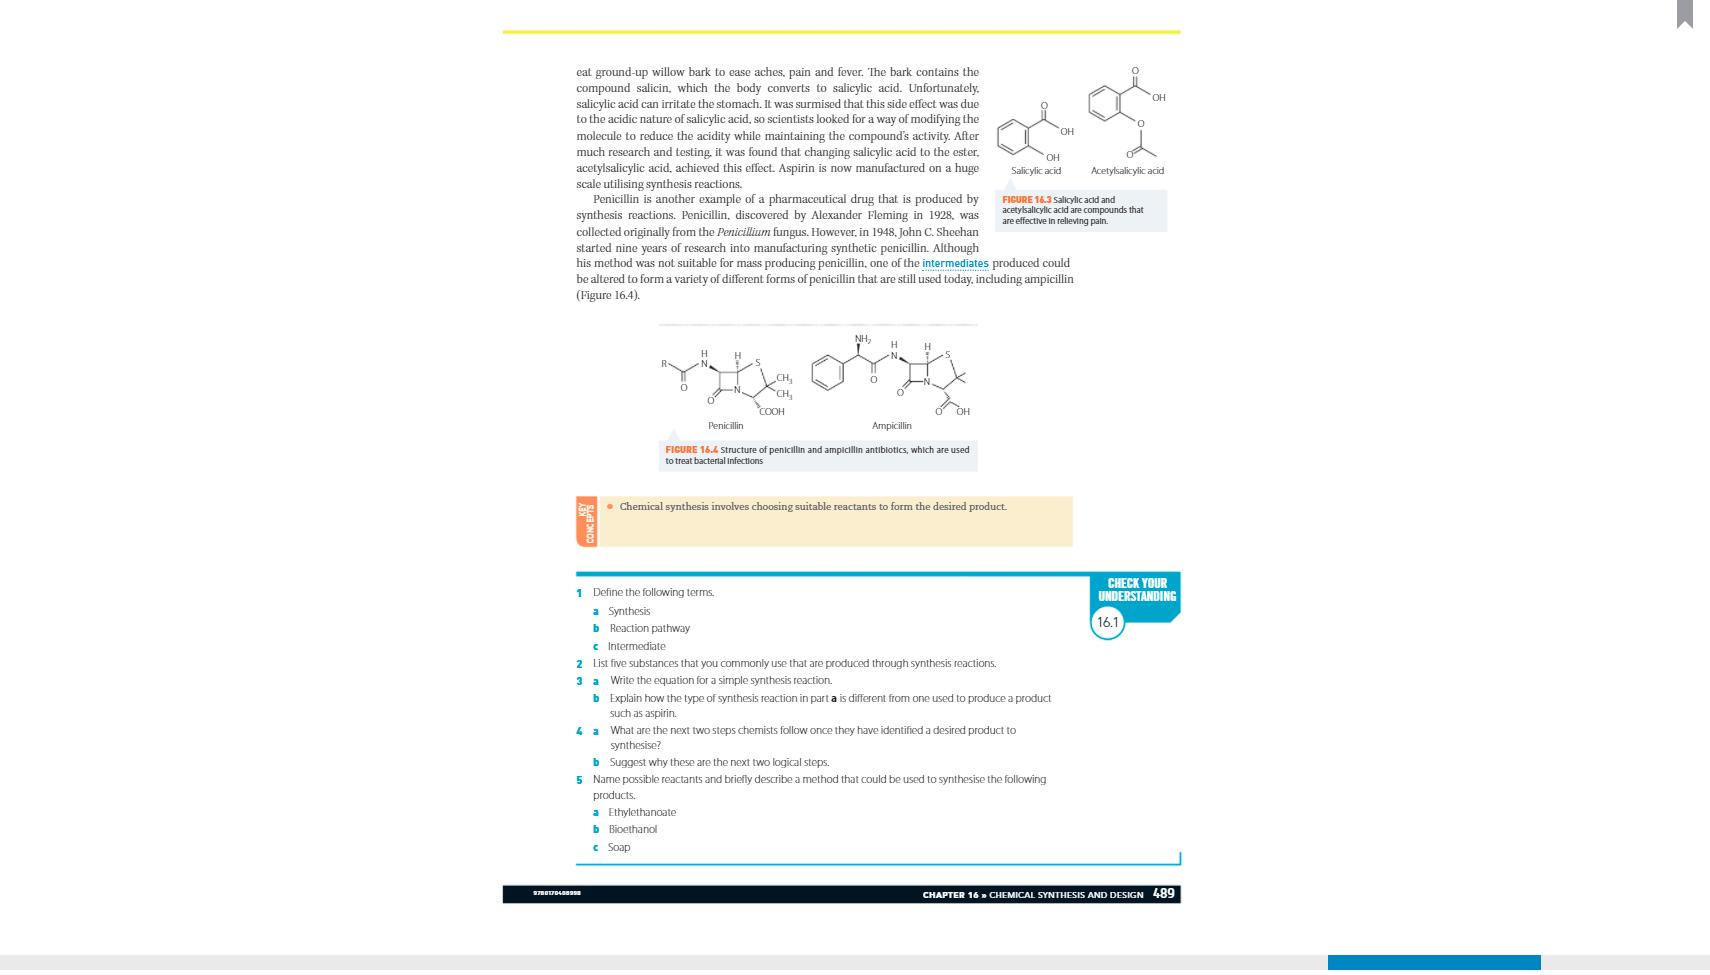 eat ground-up willow bark to ease aches, pain and fever. The bark contains the
compound salicin, which the body converts to salicylic acid. Unfortunately,
salicylic acid can irritate the stomach. It was surmised that this side effect was due
to the acidic nature of salicylic acid, so scientists looked for a way of modifying the
molecule to reduce the acidity while maintaining the compound's activity. After
much research and testing, it was found that changing salicylic acid to the ester,
acetylsalicylic acid, achieved this effect. Aspirin is now manufactured on a huge
scale utilising synthesis reactions.
Penicillin is another example of a pharmaceutical drug that is produced by
synthesis reactions. Penicillin, discovered by Alexander Fleming in 1928, was
collected originally from the Penicillium fungus. However, in 1948, John C. Sheehan
started nine years of research into manufacturing synthetic penicillin. Although
his method was not suitable for mass producing penicillin, one of the intermediates produced could
be altered to form a variety of different forms of penicillin that are still used today, including ampicillin
(Figure 16.4).
O
OH
OH
Salicylic acid
O
OH
O
O
Acetylsalicylic acid
FIGURE 16.3 Salicylic acid and
acetylsalicylic acid are compounds that
are effective in relieving pain.
R
O
H
N
H
S
CH3
CH3
O
N
COOH
Penicillin
NH2
O
H
N
H
S
O
N
O
OH
Ampicillin
FIGURE 16.4 Structure of penicillin and ampicillin antibiotics, which are used
to treat bacterial infections
KEY
CONCEPTS
• Chemical synthesis involves choosing suitable reactants to form the desired product.
CHECK YOUR
UNDERSTANDING
16.1
1 Define the following terms.
a Synthesis
b Reaction pathway
c Intermediate
2 List five substances that you commonly use that are produced through synthesis reactions.
3 a Write the equation for a simple synthesis reaction.
b Explain how the type of synthesis reaction in part a is different from one used to produce a product
such as aspirin.
4 a What are the next two steps chemists follow once they have identified a desired product to
synthesise?
b Suggest why these are the next two logical steps.
5 Name possible reactants and briefly describe a method that could be used to synthesise the following
products.
a Ethylethanoate
b Bioethanol
c Soap
9780170408998
CHAPTER 16 » CHEMICAL SYNTHESIS AND DESIGN 489